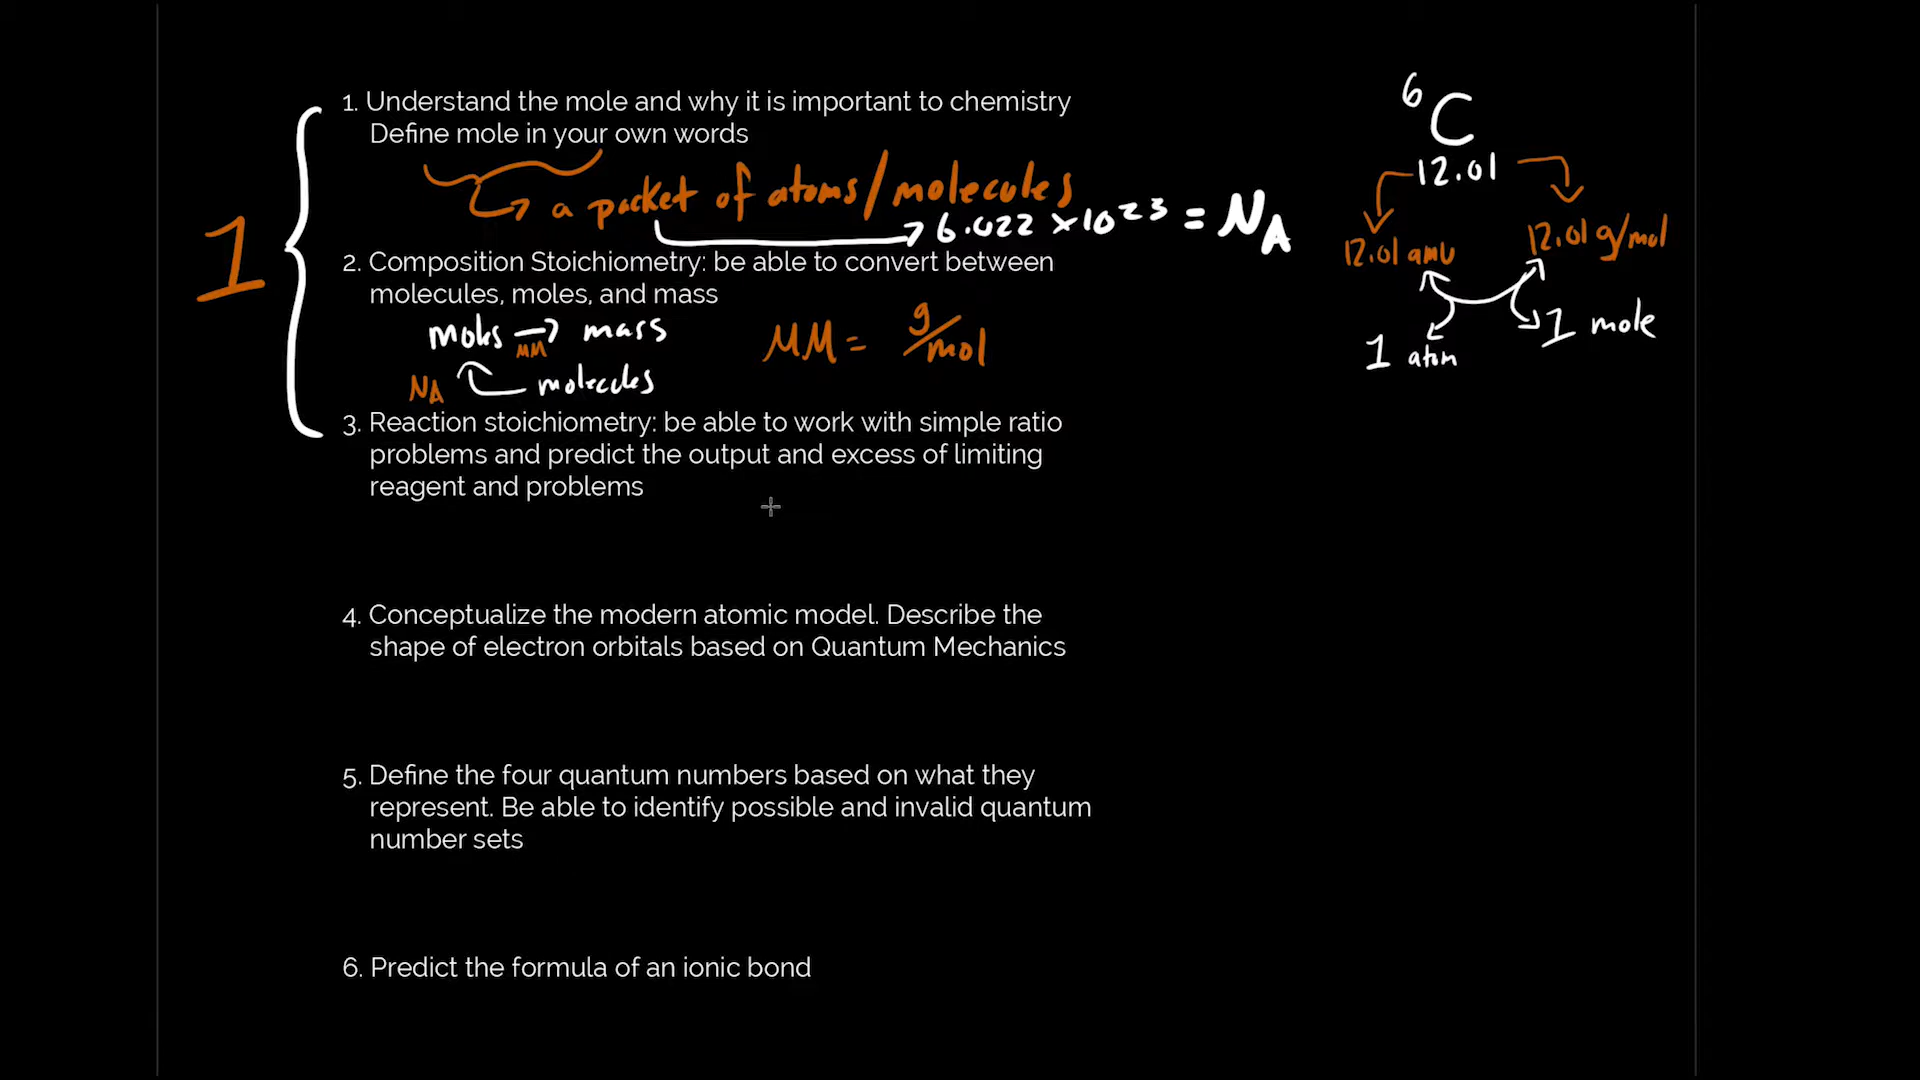 1. Understand the mole and why it is important to chemistry
Define mole in your own words
a packet of atoms/molecules
6.022 x 10 23 = NA
1
2. Composition Stoichiometry: be able to convert between
molecules, moles, and mass
moles → mass
MM
NA
molecules
MM = g/mol
3. Reaction stoichiometry: be able to work with simple ratio
problems and predict the output and excess of limiting
reagent and problems
4. Conceptualize the modern atomic model. Describe the
shape of electron orbitals based on Quantum Mechanics
5. Define the four quantum numbers based on what they
represent. Be able to identify possible and invalid quantum
number sets
6. Predict the formula of an ionic bond
6 C
12.01
12.01 amu
12.01 g/mol
1 atom
1 mole